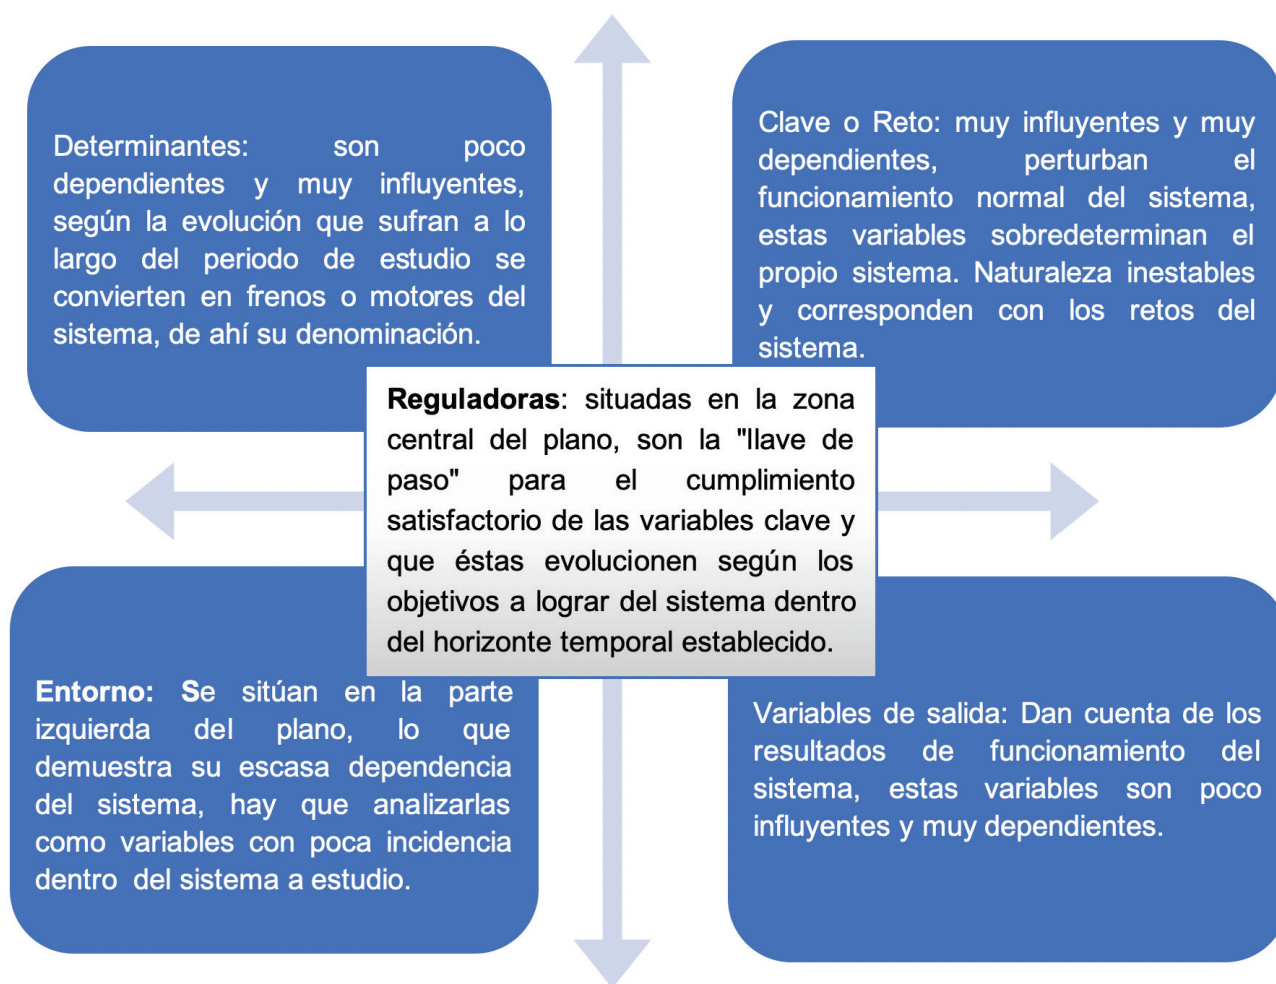 Determinantes: son poco
dependientes y muy influyentes,
según la evolución que sufran a lo
largo del periodo de estudio se
convierten en frenos o motores del
sistema, de ahí su denominación.
Clave o Reto: muy influyentes y muy
dependientes, perturban el
funcionamiento normal del sistema,
estas variables sobredeterminan el
propio sistema. Naturaleza inestables
y corresponden con los retos del
sistema.
Reguladoras: situadas en la zona
central del plano, son la "llave de
paso" para el cumplimiento
satisfactorio de las variables clave y
que éstas evolucionen según los
objetivos a lograr del sistema dentro
del horizonte temporal establecido.
Entorno: Se sitúan en la parte
izquierda del plano, lo que
demuestra su escasa dependencia
del sistema, hay que analizarlas
como variables con poca incidencia
dentro del sistema a estudio.
Variables de salida: Dan cuenta de los
resultados de funcionamiento del
sistema, estas variables son poco
influyentes y muy dependientes.